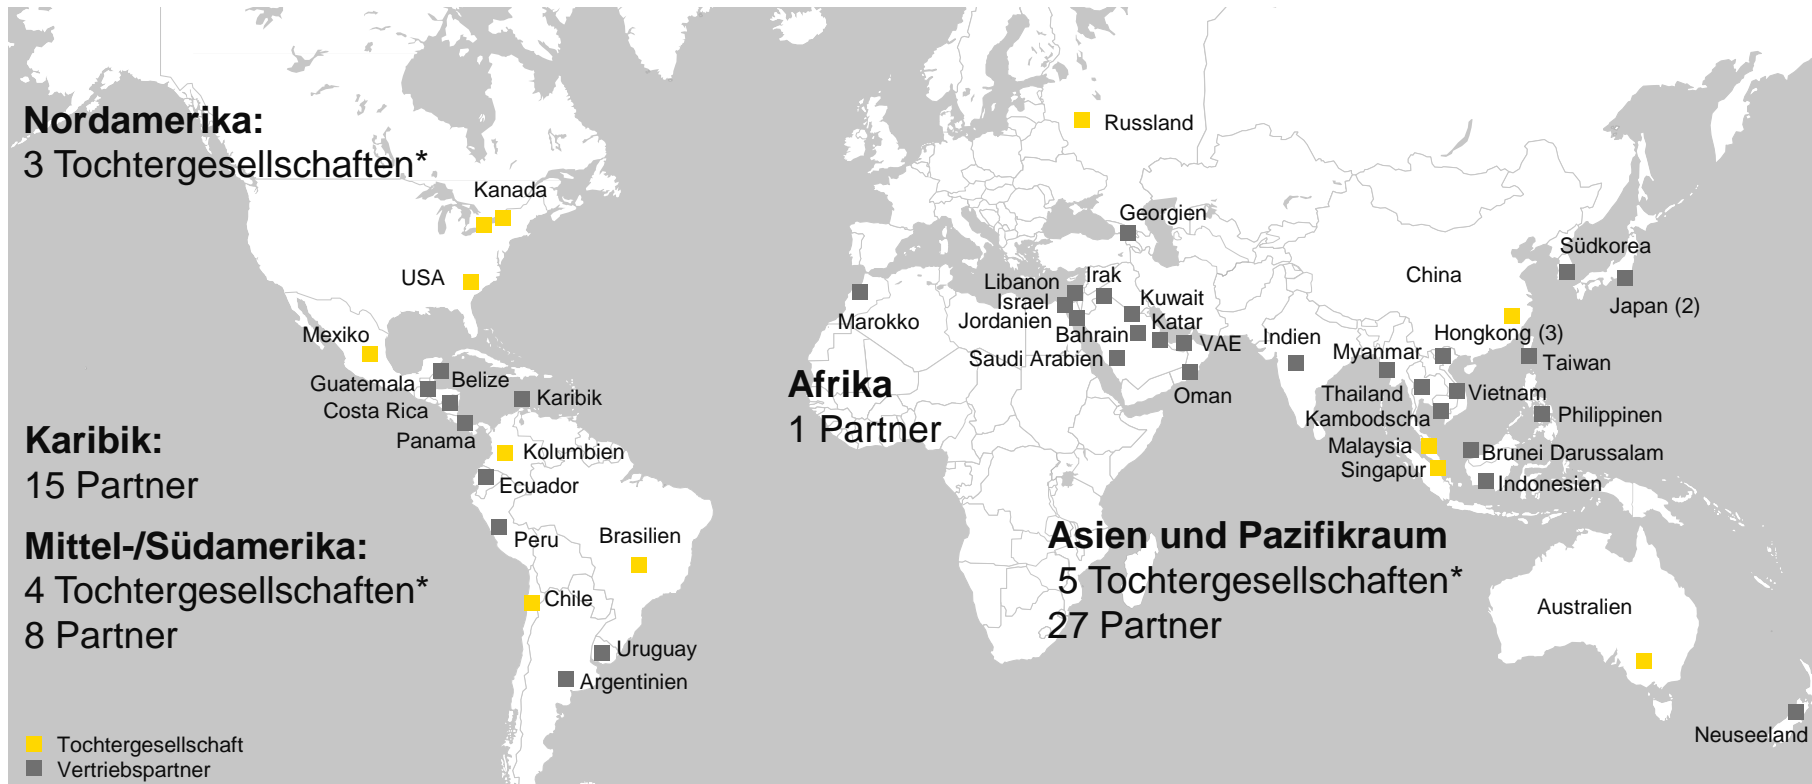 Nordamerika:
3 Tochtergesellschaften*
Kanada
USA
Mexiko
Guatemala
Belize
Costa Rica
Karibik
Panama
Karibik:
15 Partner
Kolumbien
Ecuador
Mittel-/Südamerika:
4 Tochtergesellschaften*
8 Partner
Peru
Brasilien
Chile
Uruguay
Argentinien
Tochtergesellschaft
Vertriebspartner
Russland
Georgien
Libanon
Irak
Israel
Kuwait
Jordanien
Marokko
Bahrain
Katar
Saudi Arabien
VAE
Oman
Afrika
1 Partner
Indien
China
Südkorea
Japan (2)
Hongkong (3)
Myanmar
Taiwan
Thailand
Vietnam
Kambodscha
Philippinen
Malaysia
Brunei Darussalam
Singapur
Indonesien
Asien und Pazifikraum
5 Tochtergesellschaften*
27 Partner
Australien
Neuseeland